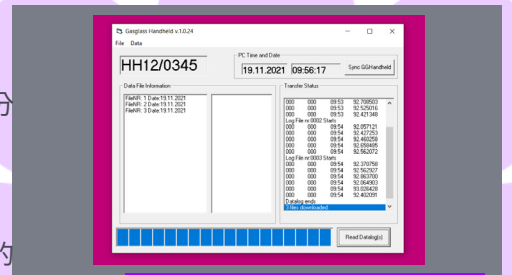 Gasglass Handheld v.1.0.24
File Data
HH12/0345
PC Time and Date
19.11.2021 09:56:17
Sync GGHandheld
Data File Information
FileNR: 1 Date:19.11.2021
FileNR: 2 Date:19.11.2021
FileNR: 3 Date:19.11.2021
Transfer Status
000 000 09:53 92.708503
000 000 09:53 92.525016
000 000 09:53 92.421348
Log File nr 0002 Starts
000 000 09:54 92.057121
000 000 09:54 92.427253
000 000 09:54 92.460258
000 000 09:54 92.658485
000 000 09:54 92.562072
Log File nr 0003 Starts
000 000 09:54 92.370758
000 000 09:54 92.562927
000 000 09:54 92.863700
000 000 09:54 92.064903
000 000 09:54 93.026428
000 000 09:54 92.402091
Datalog ends
3 files downloaded
Read Datalog(s)
分
的